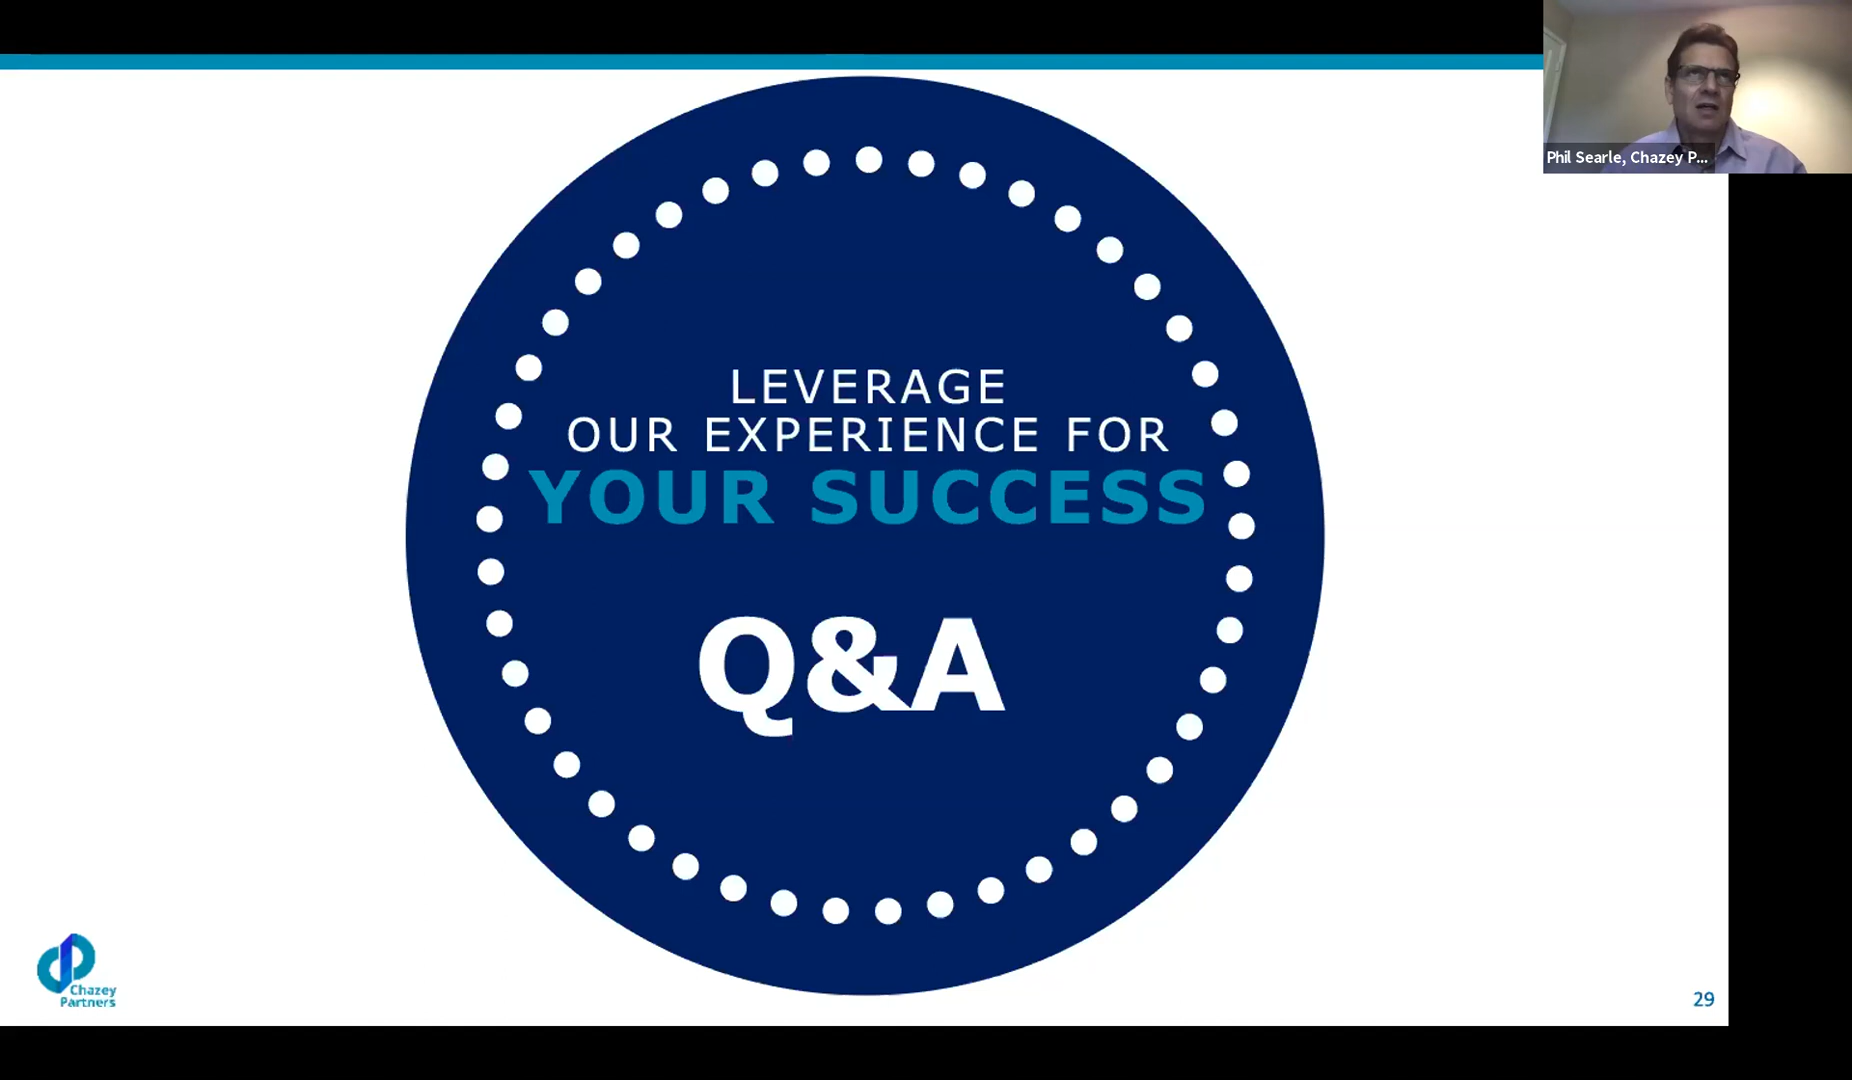 Phil Searle, Chazey P...
LEVERAGE
OUR EXPERIENCE FOR
YOUR SUCCESS
Q&A
Chazey
Partners
29